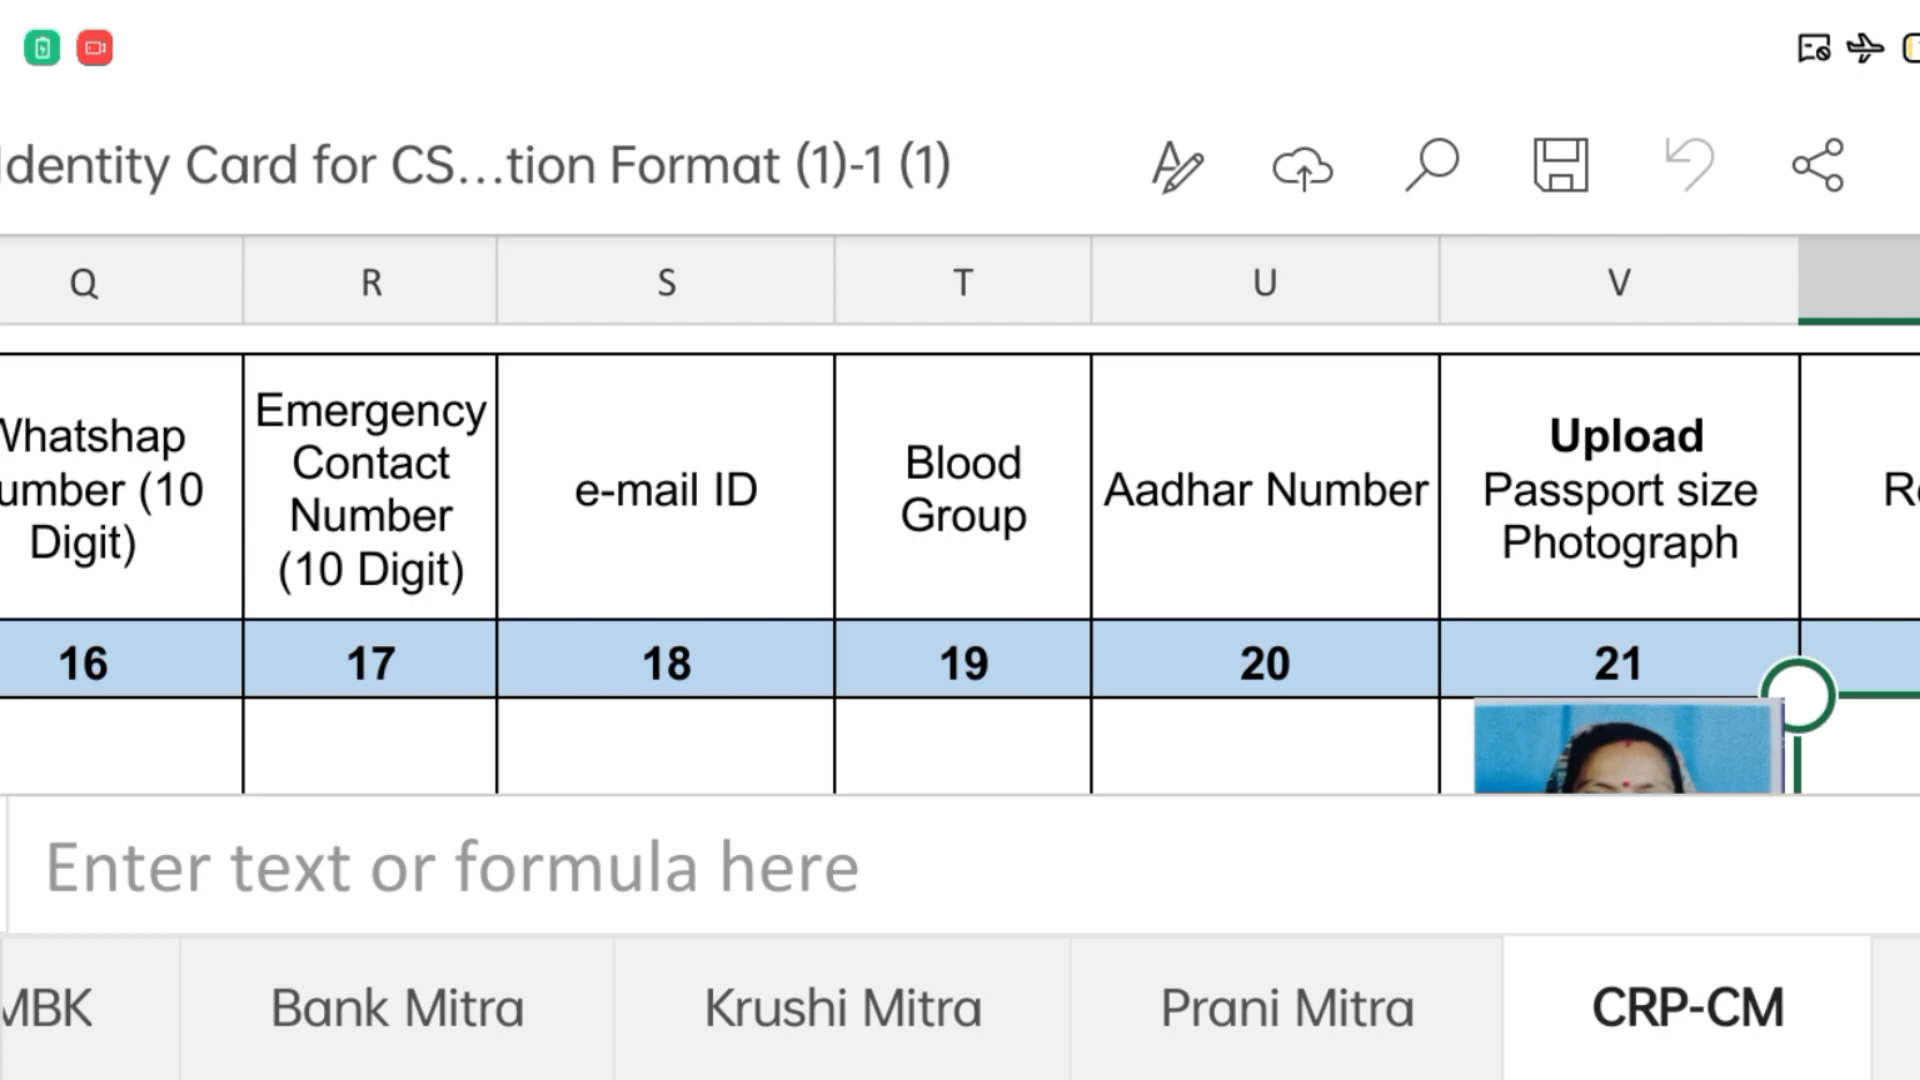 Identity Card for CS...tion Format (1)-1 (1)
Q R S T U V
Whatshap
umber (10
Digit)
Emergency
Contact
Number
(10 Digit)
e-mail ID
Blood
Group
Aadhar Number
Upload
Passport size
Photograph
16 17 18 19 20 21
Enter text or formula here
MBK Bank Mitra Krushi Mitra Prani Mitra CRP-CM